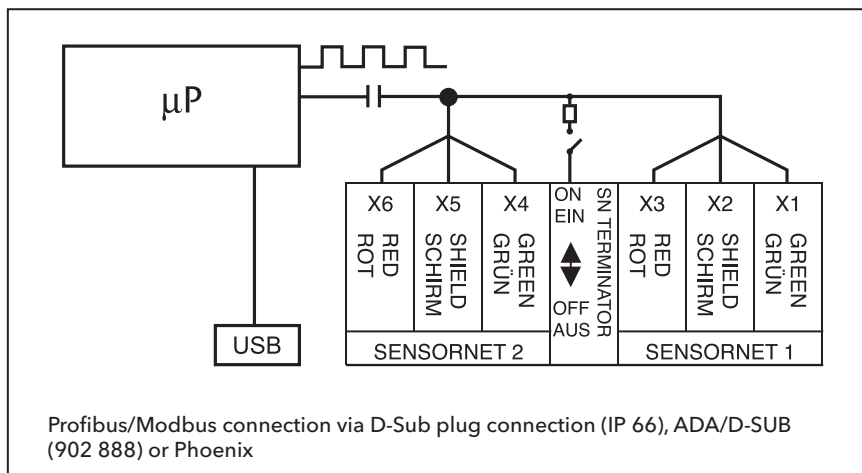 µP
X6
RED
ROT
X5
SHIELD
SCHIRM
X4
GREEN
GRÜN
ON
EIN
OFF
AUS
SN TERMINATOR
X3
RED
ROT
X2
SHIELD
SCHIRM
X1
GREEN
GRÜN
USB
SENSORNET 2
SENSORNET 1
Profibus/Modbus connection via D-Sub plug connection (IP 66), ADA/D-SUB
(902 888) or Phoenix